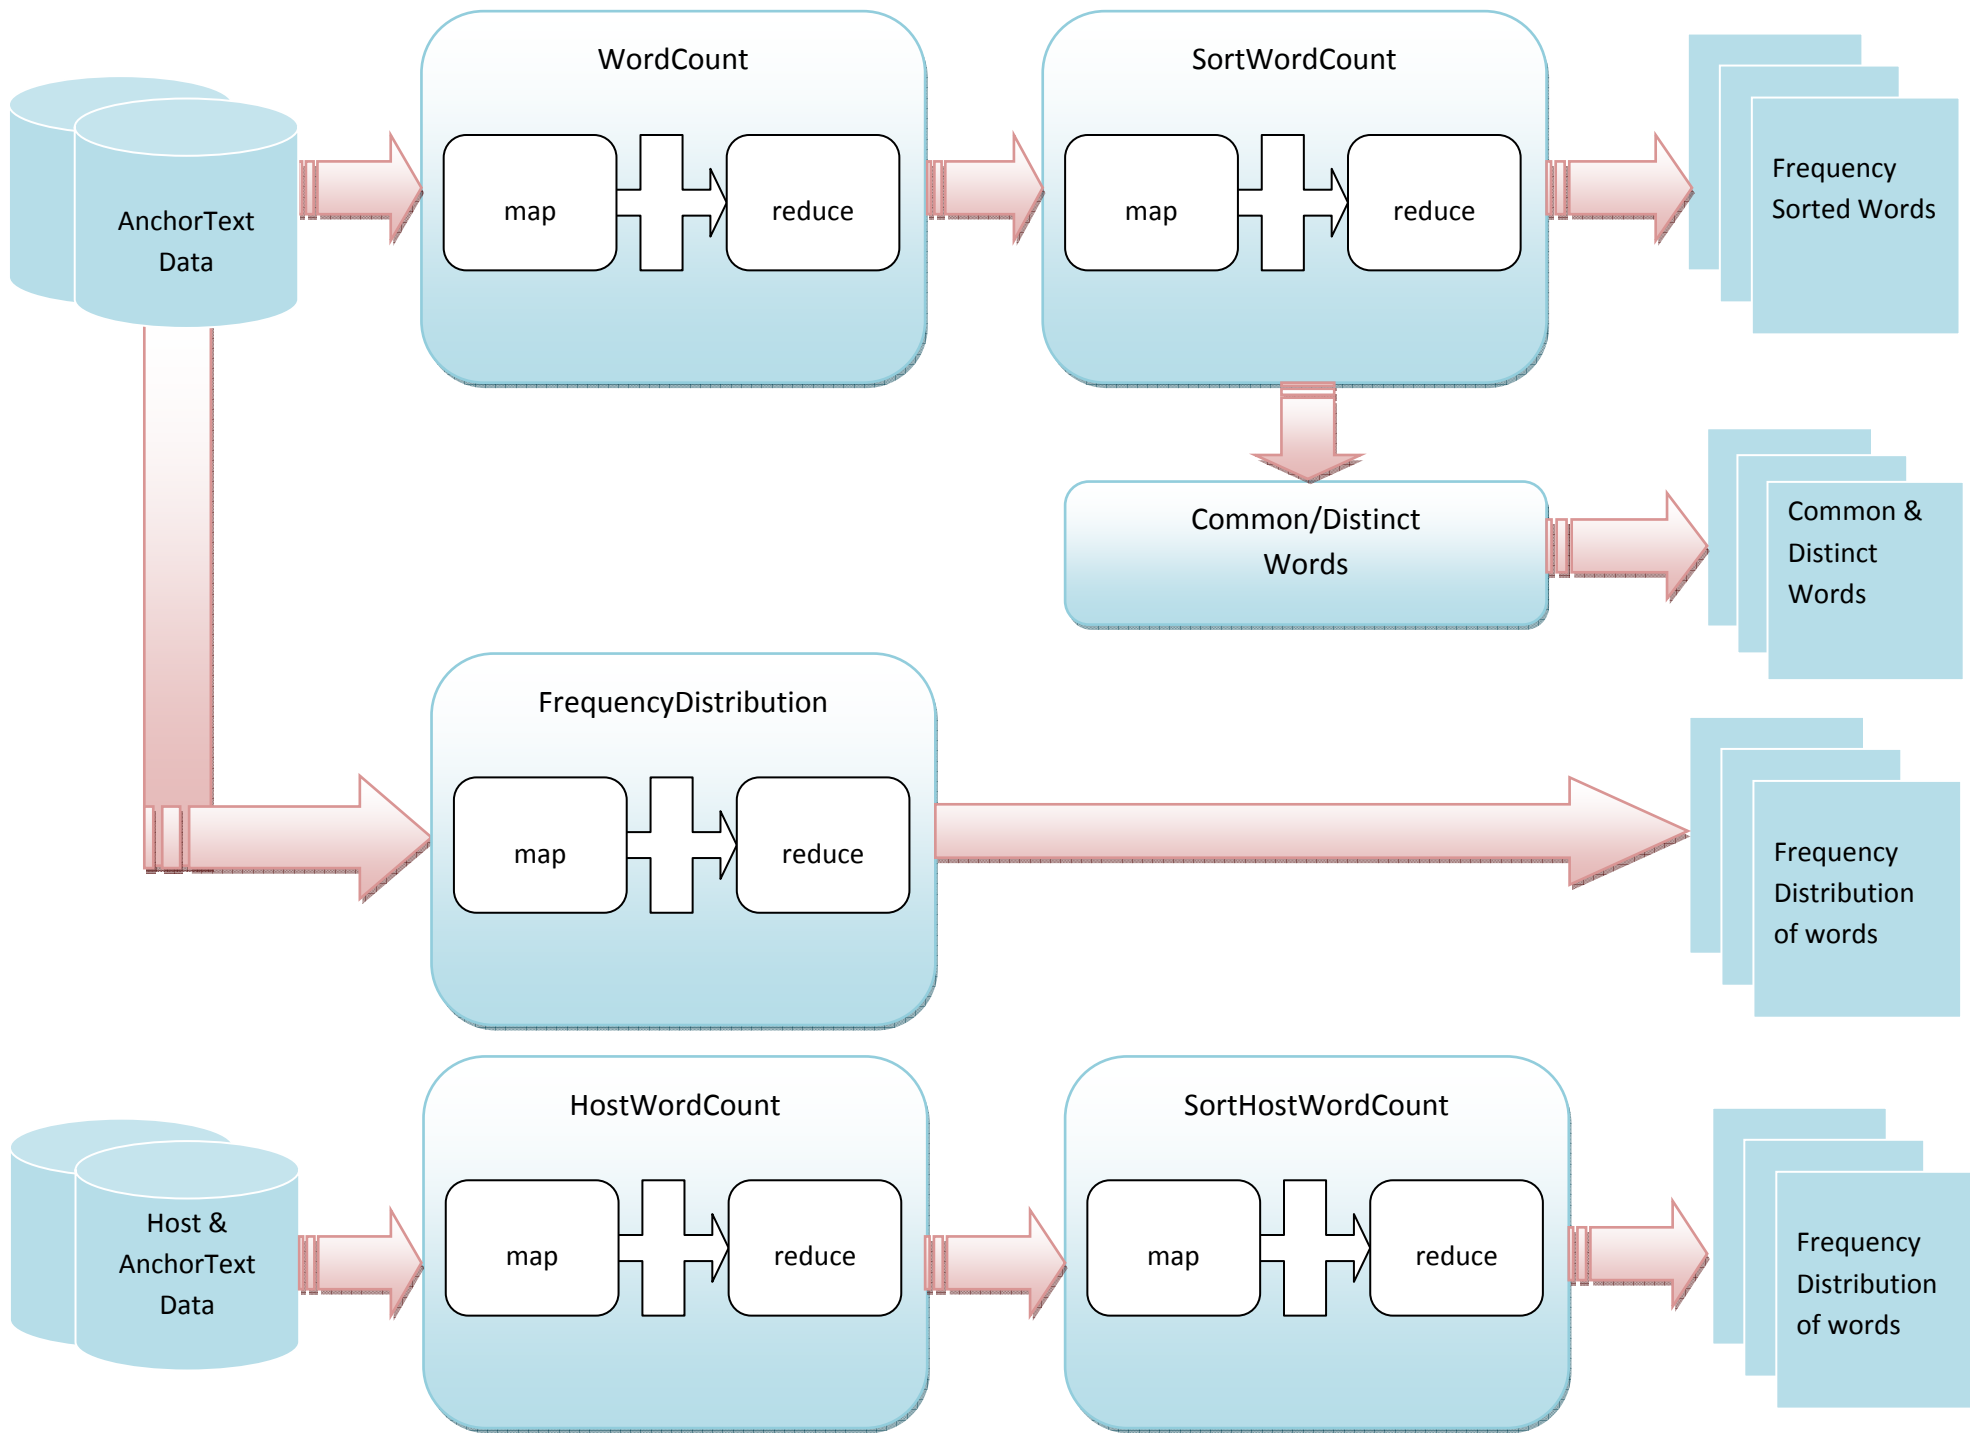 WordCount
SortWordCount
AnchorText
Data
map
reduce
map
reduce
Frequency
Sorted Words
Common/Distinct
Words
Common &
Distinct
Words
FrequencyDistribution
map
reduce
Frequency
Distribution
of words
HostWordCount
SortHostWordCount
Host &
AnchorText
Data
map
reduce
map
reduce
Frequency
Distribution
of words